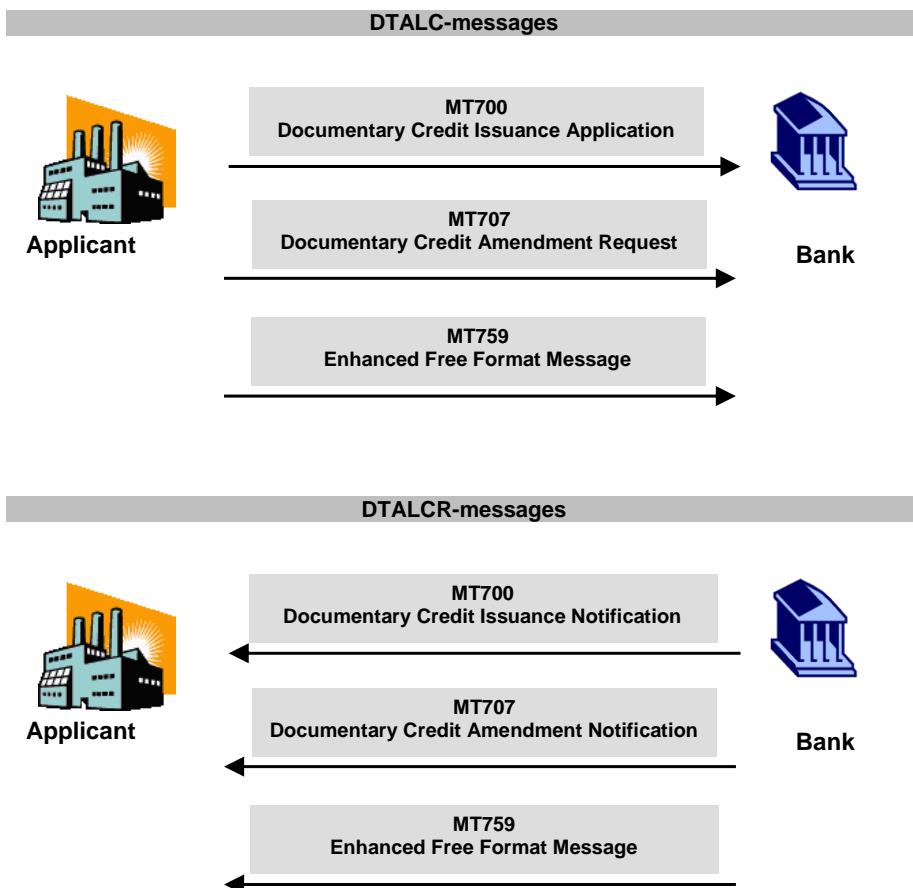 DTALC-messages
MT700
Documentary Credit Issuance Application
MT707
Documentary Credit Amendment Request
Applicant
Bank
MT759
Enhanced Free Format Message
DTALCR-messages
MT700
Documentary Credit Issuance Notification
MT707
Documentary Credit Amendment Notification
Applicant
Bank
MT759
Enhanced Free Format Message